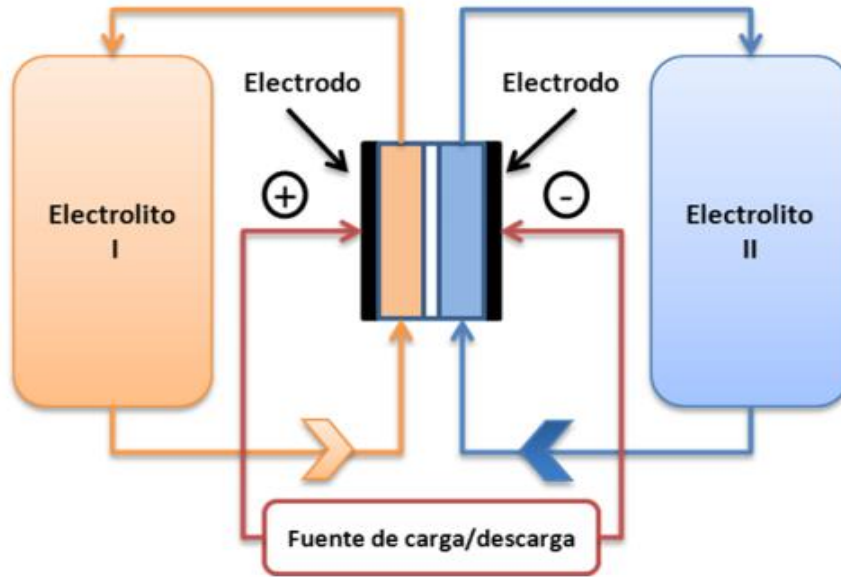 Electrodo
Electrodo
+
-
Electrolito
I
Electrolito
II
Fuente de carga/descarga